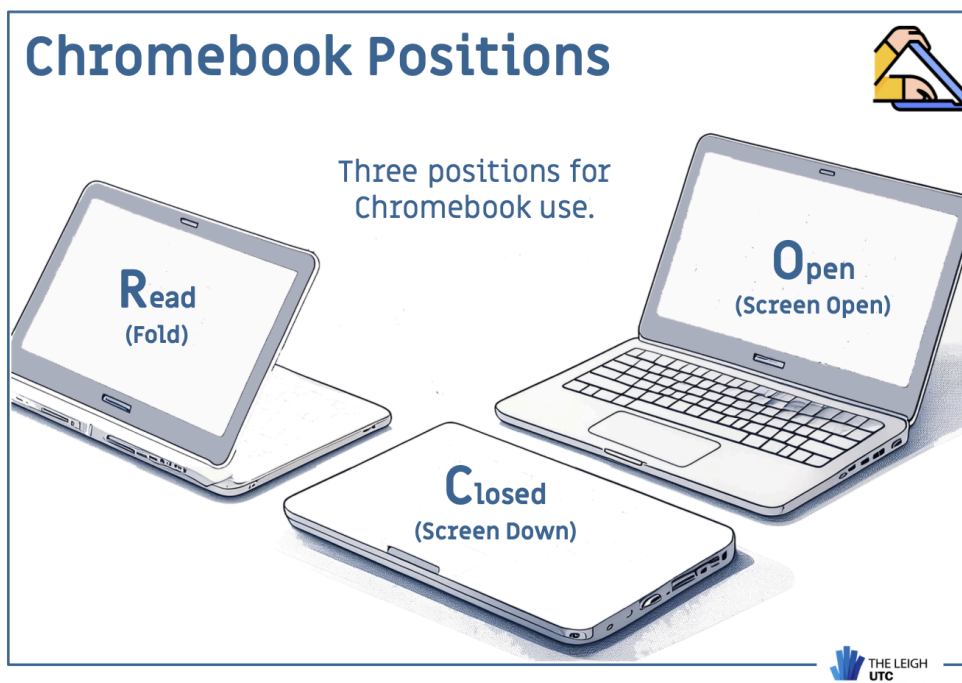 Chromebook Positions
Three positions for
Chromebook use.
Read
(Fold)
Open
(Screen Open)
Closed
(Screen Down)
THE LEIGH
UTC